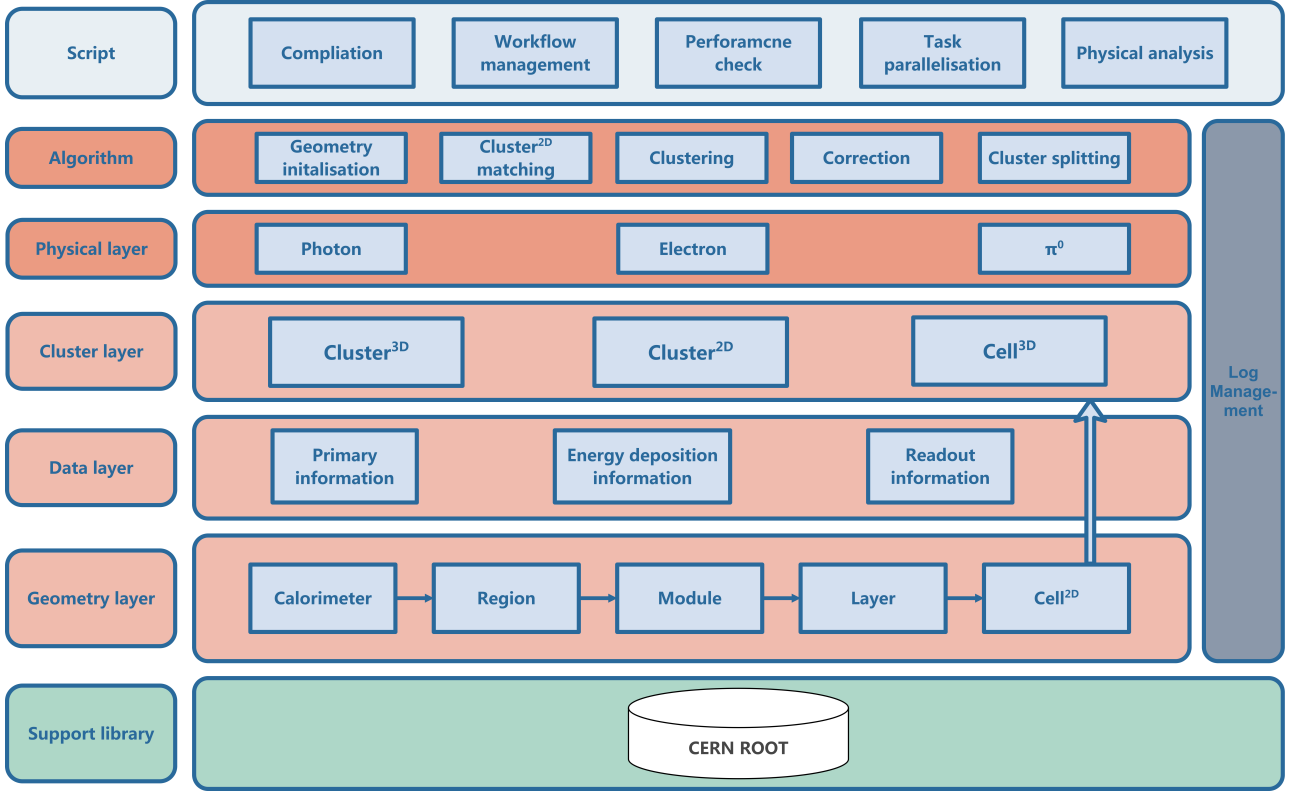 Script
Compliation
Workflow
management
Perforamcne
check
Task
parallelisation
Physical analysis
Algorithm
Geometry
initalisation
Cluster²ᴰ
matching
Clustering
Correction
Cluster splitting
Physical layer
Photon
Electron
π⁰
Cluster layer
Cluster³ᴰ
Cluster²ᴰ
Cell³ᴰ
Log
Manage-
ment
Data layer
Primary
information
Energy deposition
information
Readout
information
Geometry layer
Calorimeter
Region
Module
Layer
Cell²ᴰ
Support library
CERN ROOT